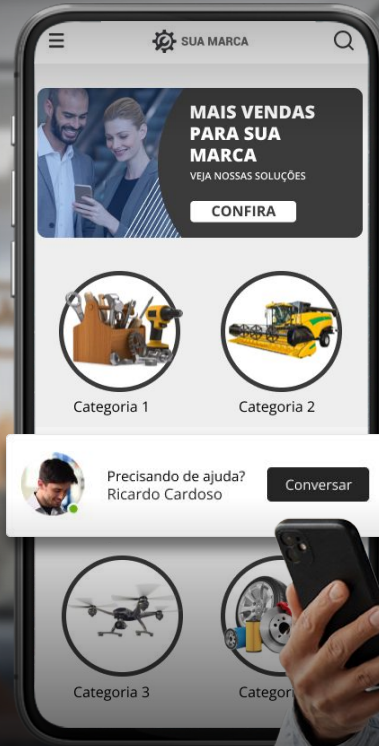 SUA MARCA
MAIS VENDAS
PARA SUA
MARCA
VEJA NOSSAS SOLUÇÕES
CONFIRA
Categoria 1
Categoria 2
Precisando de ajuda?
Ricardo Cardoso
Conversar
Categoria 3